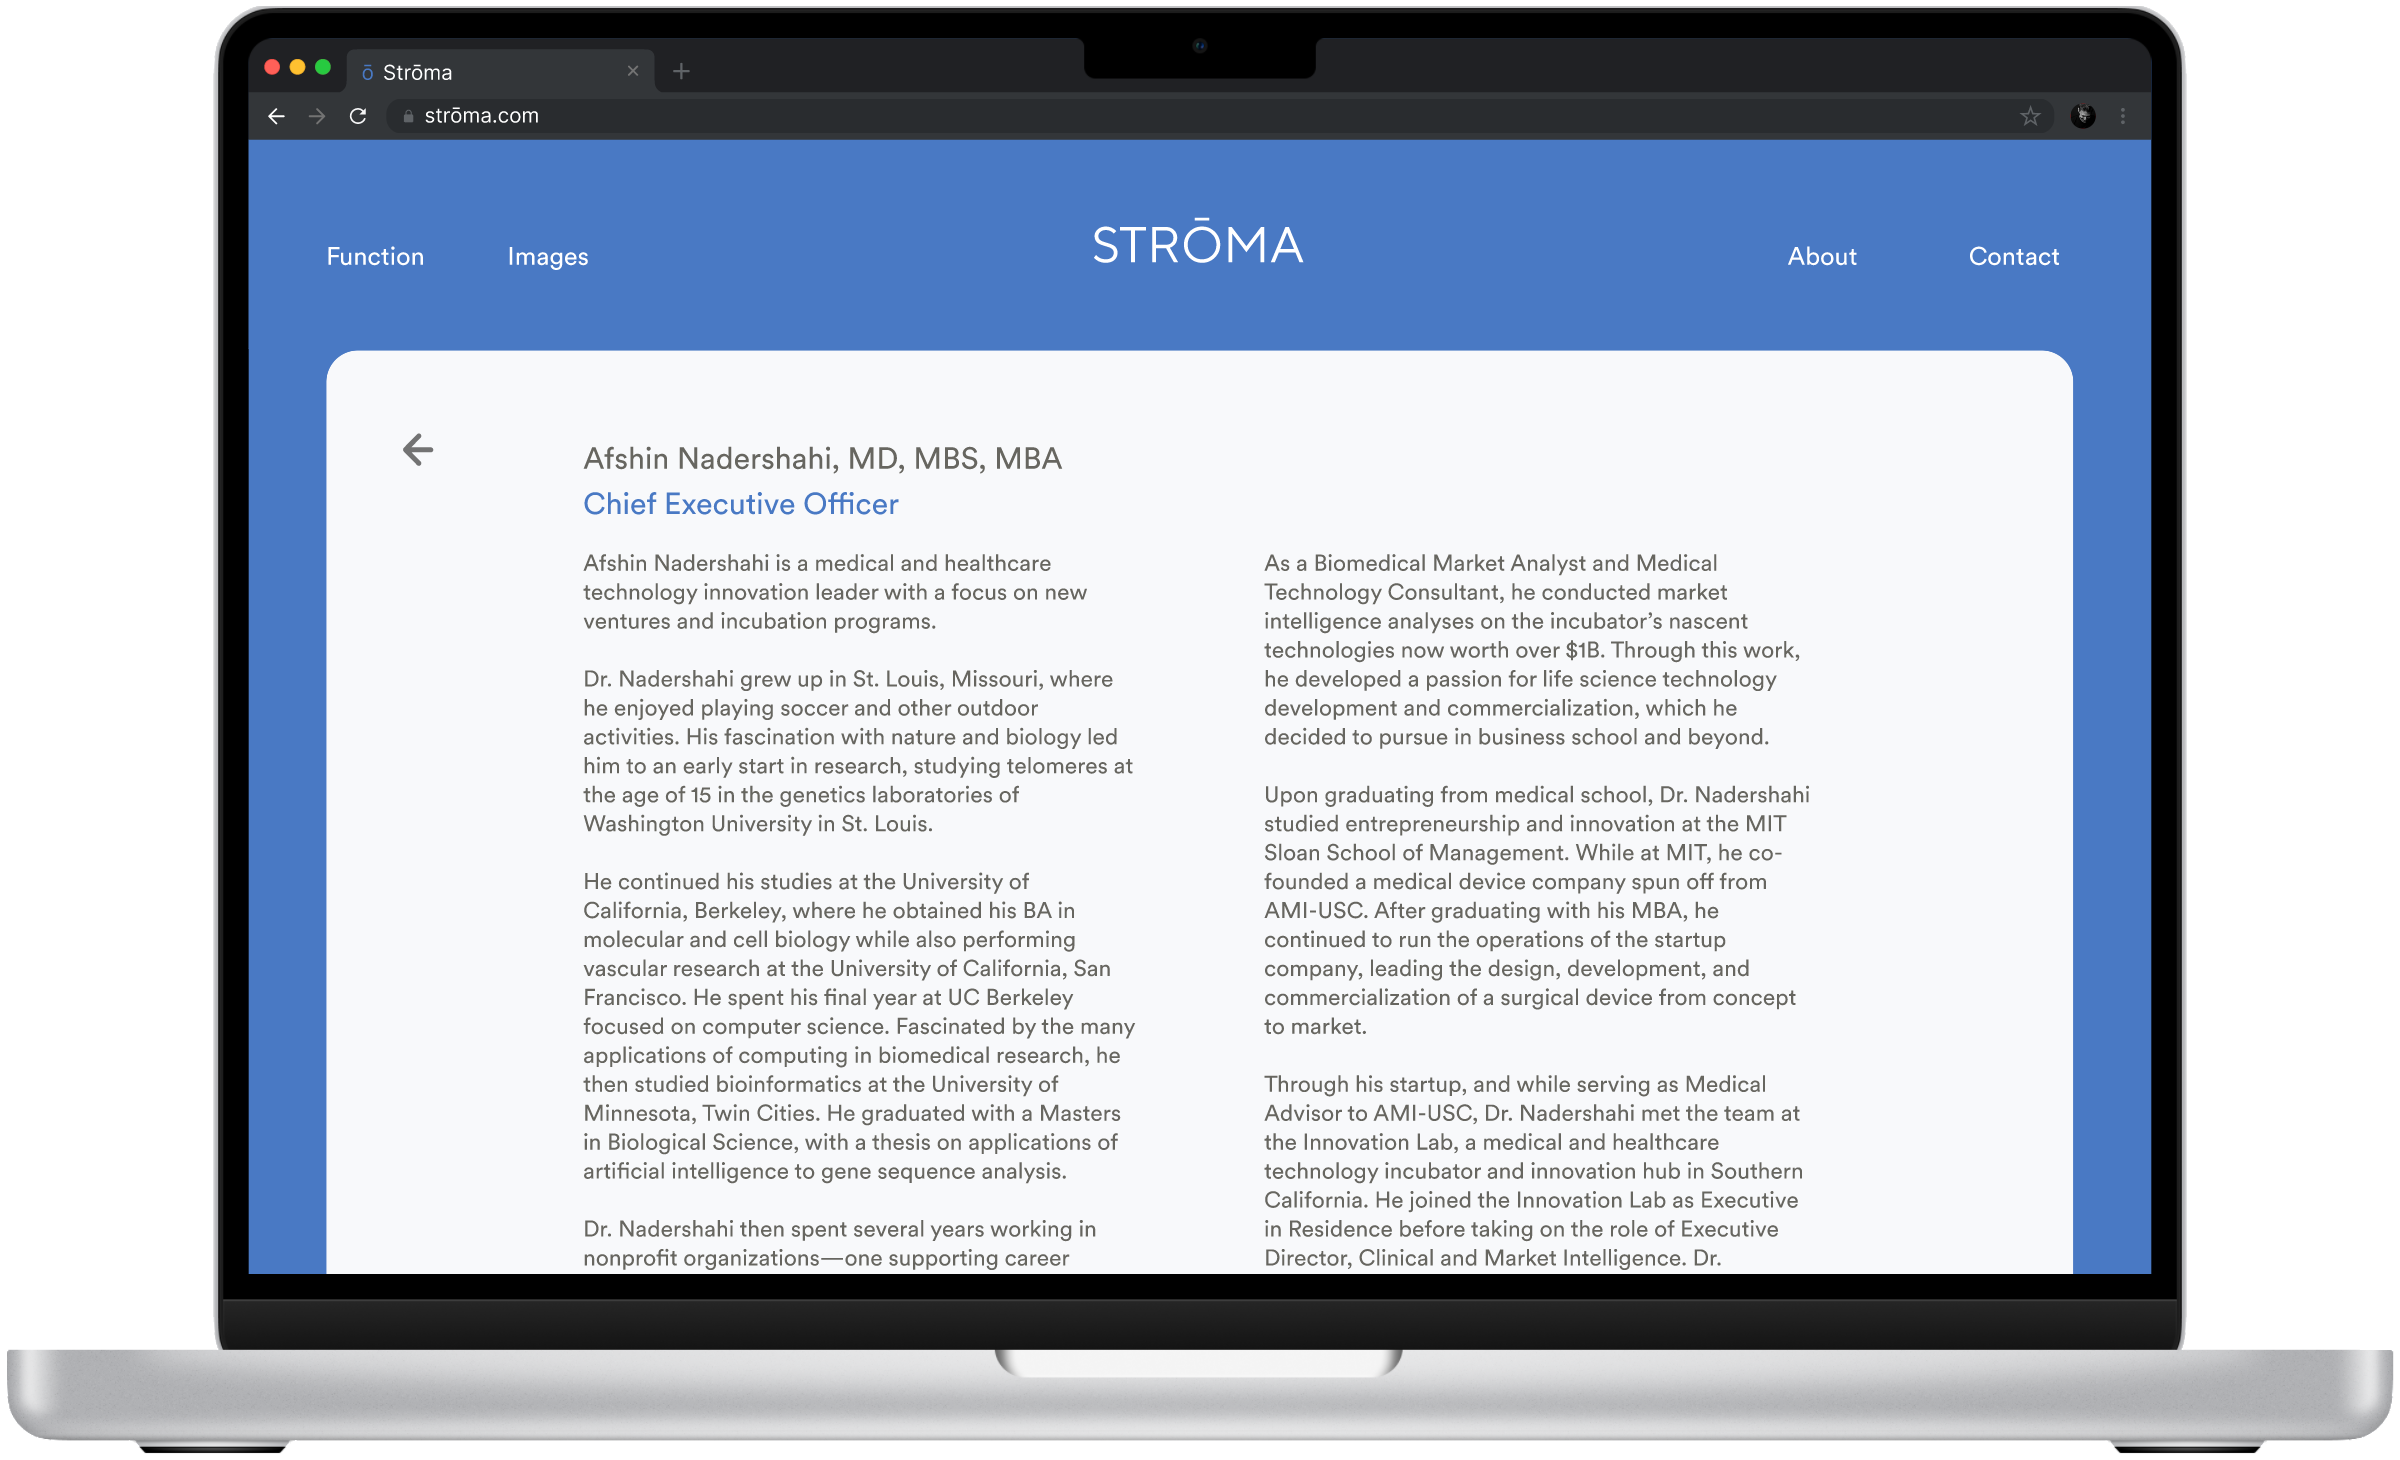 Strōma
strōma.com
Function
Images
STRŌMA
About
Contact
Afshin Nadershahi, MD, MBS, MBA
Chief Executive Officer
Afshin Nadershahi is a medical and healthcare
technology innovation leader with a focus on new
ventures and incubation programs.
Dr. Nadershahi grew up in St. Louis, Missouri, where
he enjoyed playing soccer and other outdoor
activities. His fascination with nature and biology led
him to an early start in research, studying telomeres at
the age of 15 in the genetics laboratories of
Washington University in St. Louis.
He continued his studies at the University of
California, Berkeley, where he obtained his BA in
molecular and cell biology while also performing
vascular research at the University of California, San
Francisco. He spent his final year at UC Berkeley
focused on computer science. Fascinated by the many
applications of computing in biomedical research, he
then studied bioinformatics at the University of
Minnesota, Twin Cities. He graduated with a Masters
in Biological Science, with a thesis on applications of
artificial intelligence to gene sequence analysis.
Dr. Nadershahi then spent several years working in
nonprofit organizations—one supporting career
As a Biomedical Market Analyst and Medical
Technology Consultant, he conducted market
intelligence analyses on the incubator’s nascent
technologies now worth over $1B. Through this work,
he developed a passion for life science technology
development and commercialization, which he
decided to pursue in business school and beyond.
Upon graduating from medical school, Dr. Nadershahi
studied entrepreneurship and innovation at the MIT
Sloan School of Management. While at MIT, he co-
founded a medical device company spun off from
AMI-USC. After graduating with his MBA, he
continued to run the operations of the startup
company, leading the design, development, and
commercialization of a surgical device from concept
to market.
Through his startup, and while serving as Medical
Advisor to AMI-USC, Dr. Nadershahi met the team at
the Innovation Lab, a medical and healthcare
technology incubator and innovation hub in Southern
California. He joined the Innovation Lab as Executive
in Residence before taking on the role of Executive
Director, Clinical and Market Intelligence. Dr.